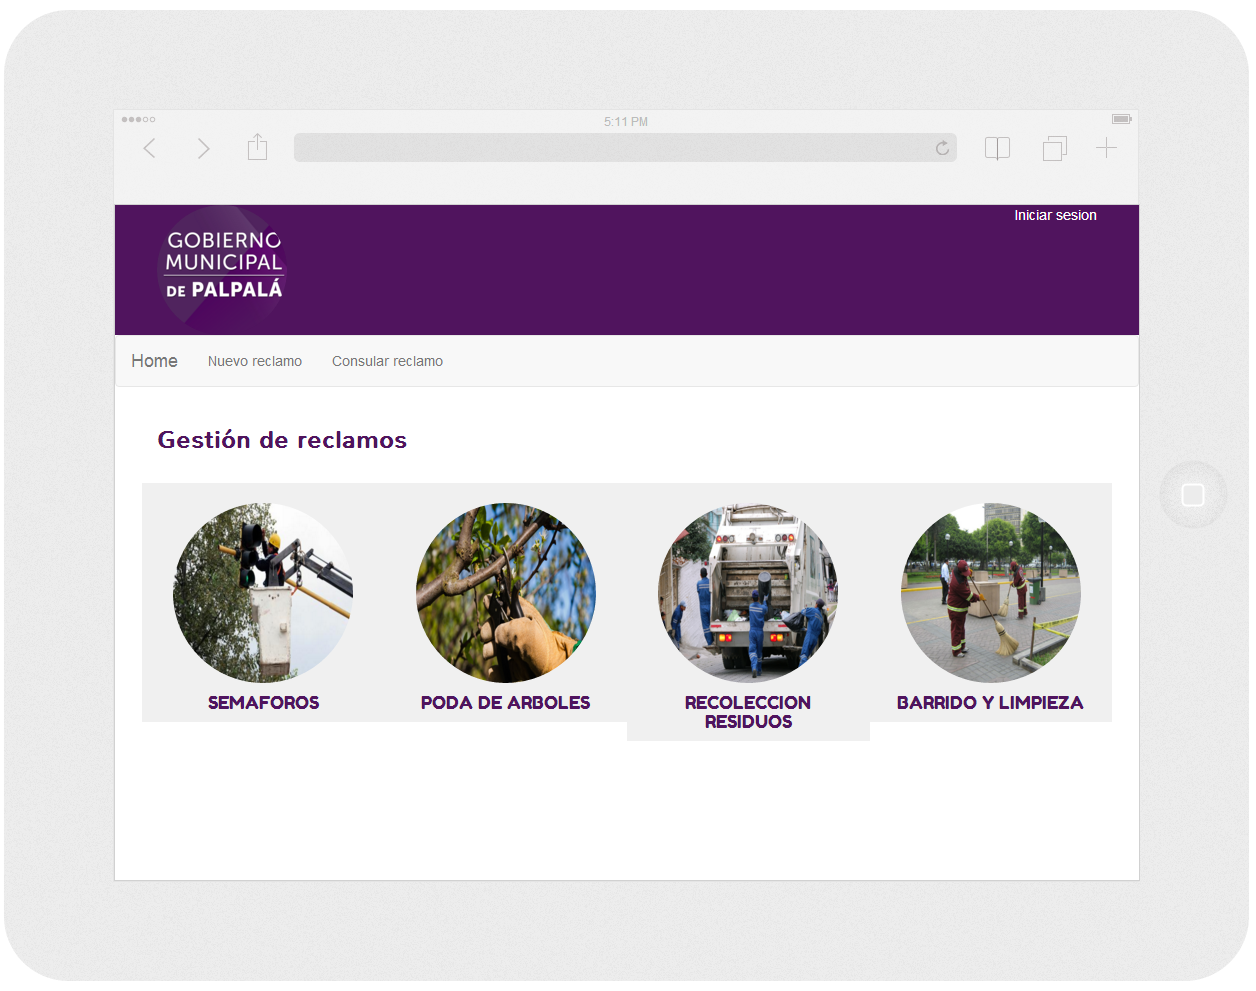 5:11 PM
Iniciar sesion
GOBIERNO
MUNICIPAL
DE PALPALÁ
Home Nuevo reclamo Consular reclamo
Gestión de reclamos
SEMAFOROS
PODA DE ARBOLES
RECOLECCION
RESIDUOS
BARRIDO Y LIMPIEZA